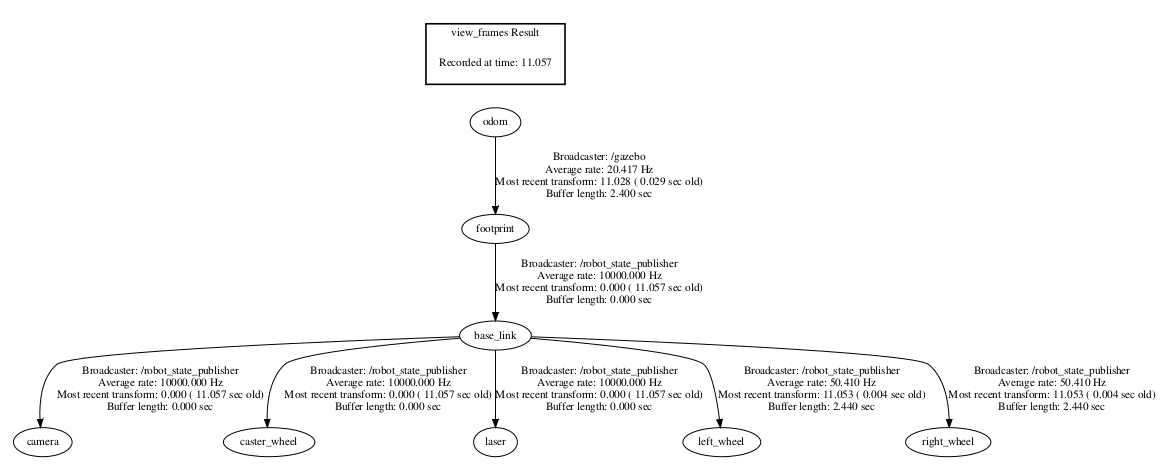 view_frames Result
Recorded at time: 11.057
odom
Broadcaster: /gazebo
Average rate: 20.417 Hz
Most recent transform: 11.028 ( 0.029 sec old)
Buffer length: 2.400 sec
footprint
Broadcaster: /robot_state_publisher
Average rate: 10000.000 Hz
Most recent transform: 0.000 ( 11.057 sec old)
Buffer length: 0.000 sec
base_link
Broadcaster: /robot_state_publisher
Average rate: 10000.000 Hz
Most recent transform: 0.000 ( 11.057 sec old)
Buffer length: 0.000 sec
Broadcaster: /robot_state_publisher
Average rate: 10000.000 Hz
Most recent transform: 0.000 ( 11.057 sec old)
Buffer length: 0.000 sec
Broadcaster: /robot_state_publisher
Average rate: 10000.000 Hz
Most recent transform: 0.000 ( 11.057 sec old)
Buffer length: 0.000 sec
Broadcaster: /robot_state_publisher
Average rate: 50.410 Hz
Most recent transform: 11.053 ( 0.004 sec old)
Buffer length: 2.440 sec
Broadcaster: /robot_state_publisher
Average rate: 50.410 Hz
Most recent transform: 11.053 ( 0.004 sec old)
Buffer length: 2.440 sec
camera
caster_wheel
laser
left_wheel
right_wheel